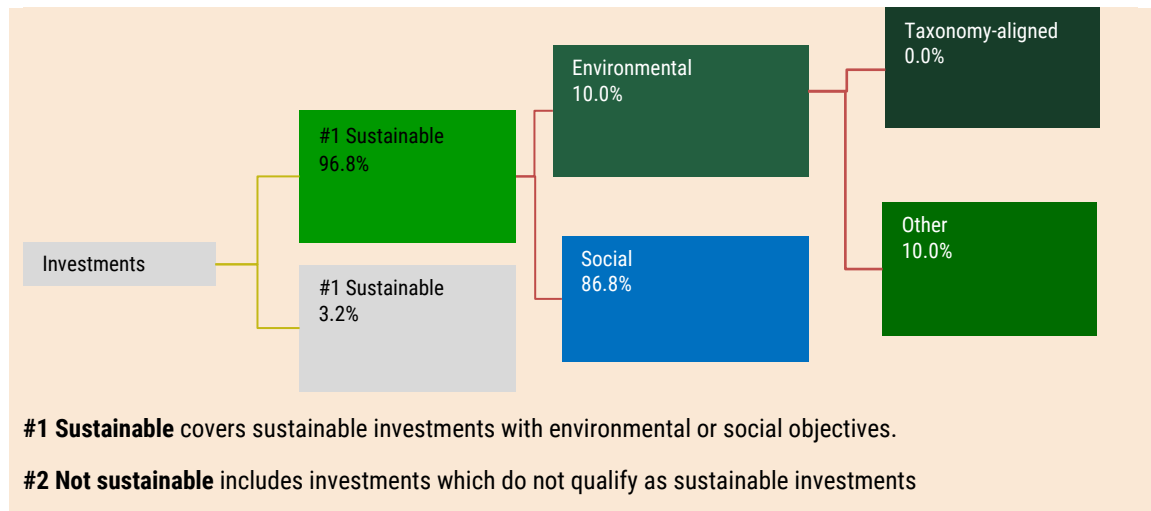 Investments
#1 Sustainable
96.8%
#1 Sustainable
3.2%
Environmental
10.0%
Social
86.8%
Taxonomy-aligned
0.0%
Other
10.0%
#1 Sustainable covers sustainable investments with environmental or social objectives.
#2 Not sustainable includes investments which do not qualify as sustainable investments